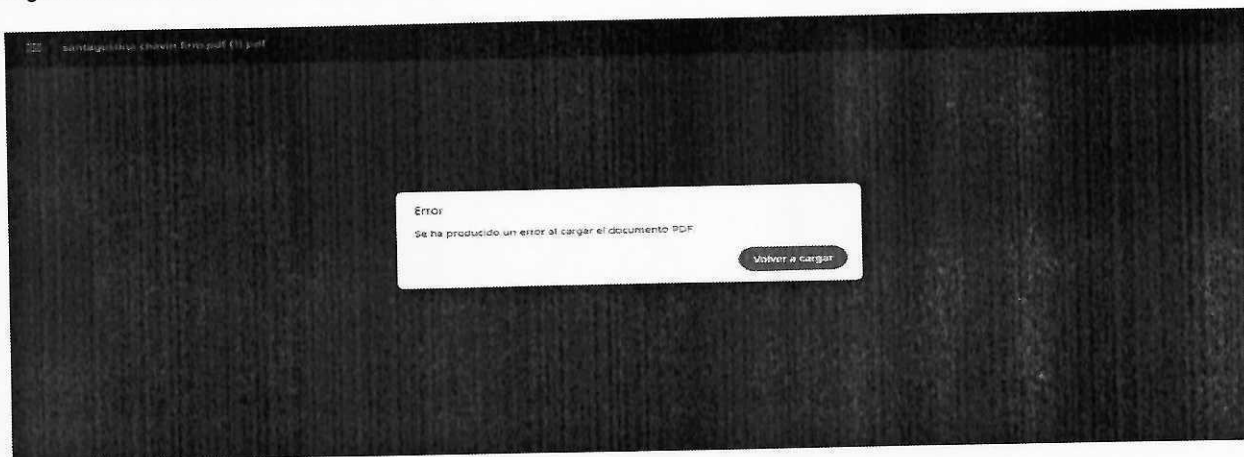 Error
Se ha producido un error al cargar el documento PDF
Volver a cargar